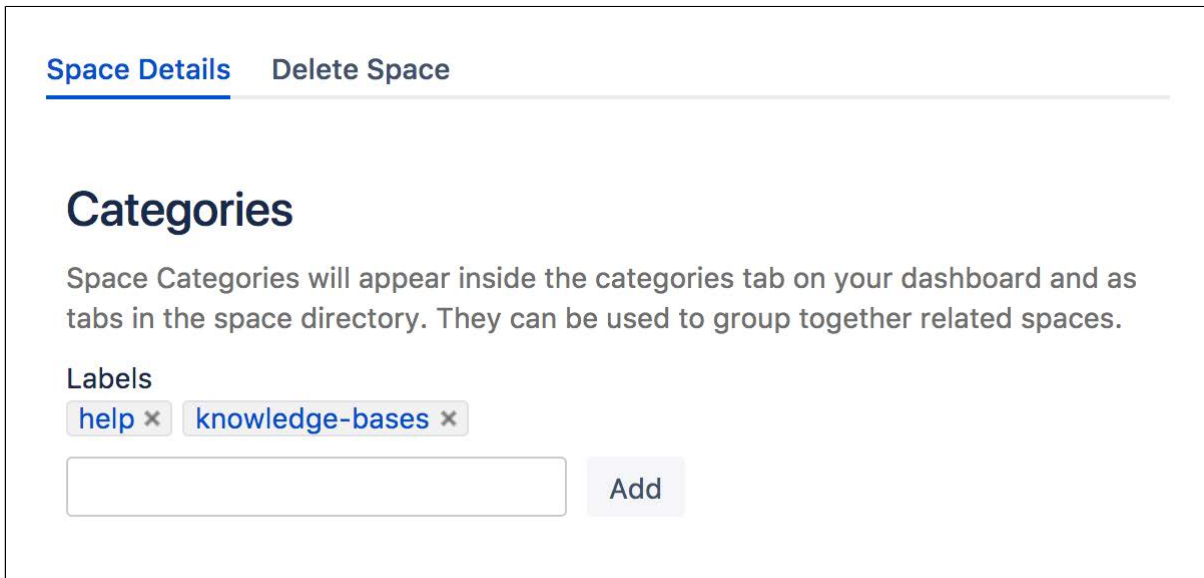 Space Details Delete Space
Categories
Space Categories will appear inside the categories tab on your dashboard and as
tabs in the space directory. They can be used to group together related spaces.
Labels
help × knowledge-bases ×
Add